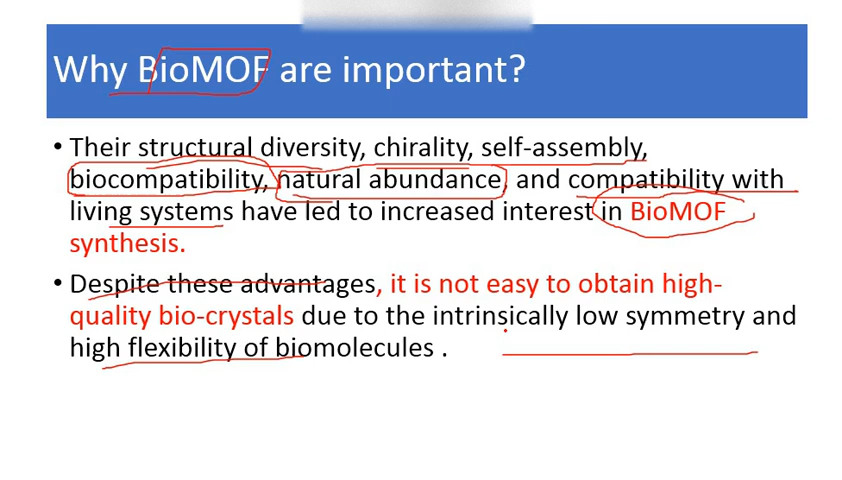 Why BioMOF are important?
• Their structural diversity, chirality, self-assembly,
biocompatibility, natural abundance, and compatibility with
living systems have led to increased interest in BioMOF
synthesis.
• Despite these advantages, it is not easy to obtain high-
quality bio-crystals due to the intrinsically low symmetry and
high flexibility of biomolecules .